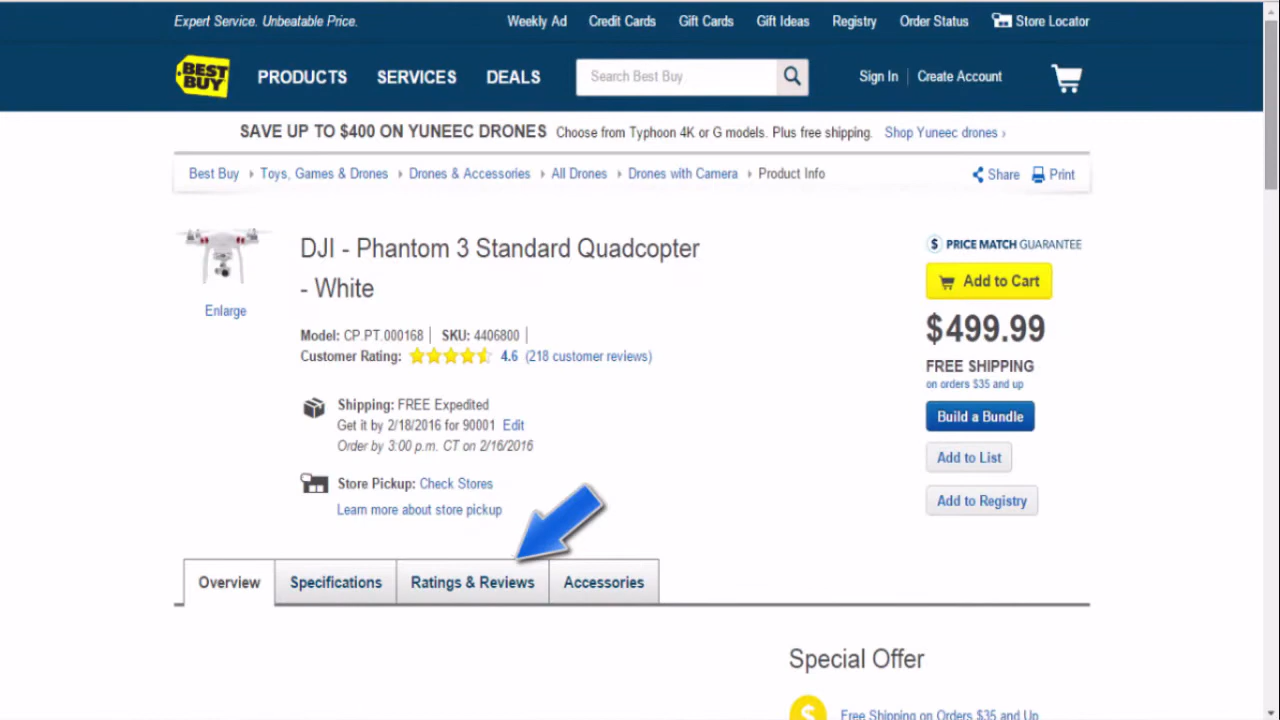 Expert Service. Unbeatable Price.
Weekly Ad Credit Cards Gift Cards Gift Ideas Registry Order Status Store Locator
BEST BUY
PRODUCTS SERVICES DEALS
Search Best Buy
Sign In Create Account
SAVE UP TO $400 ON YUNEEC DRONES Choose from Typhoon 4K or G models. Plus free shipping. Shop Yuneec drones ›
Best Buy Toys, Games & Drones Drones & Accessories All Drones Drones with Camera Product Info
Share Print
DJI - Phantom 3 Standard Quadcopter
- White
Enlarge
Model: CP.PT.000168 SKU: 4406800
Customer Rating: 4.6 (218 customer reviews)
Shipping: FREE Expedited
Get it by 2/18/2016 for 90001 Edit
Order by 3:00 p.m. CT on 2/16/2016
Store Pickup: Check Stores
Learn more about store pickup
$ PRICE MATCH GUARANTEE
Add to Cart
$499.99
FREE SHIPPING
on orders $35 and up
Build a Bundle
Add to List
Add to Registry
Overview Specifications Ratings & Reviews Accessories
Special Offer
$ Free Shipping on Orders $35 and Up